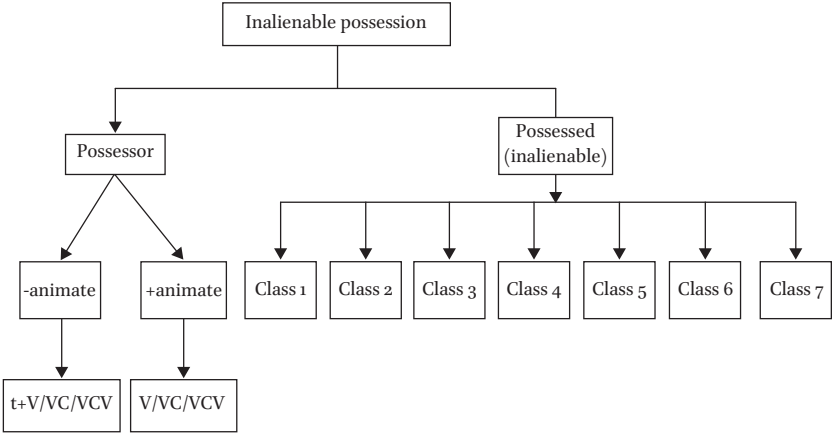 Inalienable possession
Possessor
Possessed
(inalienable)
-animate
+animate
Class 1
Class 2
Class 3
Class 4
Class 5
Class 6
Class 7
t+V/VC/VCV
V/VC/VCV